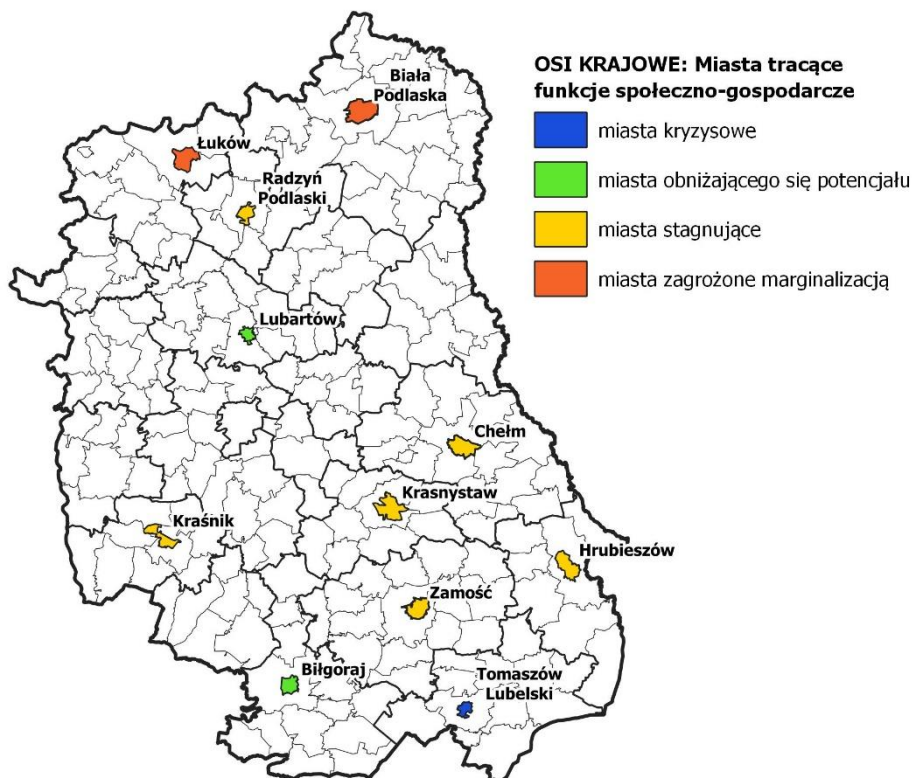 OSI KRAJOWE: Miasta tracące
funkcje społeczno-gospodarcze
miasta kryzysowe
miasta obniżającego się potencjału
miasta stagnujące
miasta zagrożone marginalizacją
Biała
Podlaska
Łuków
Radzyń
Podlaski
Lubartów
Chełm
Krasnystaw
Kraśnik
Hrubieszów
Zamość
Biłgoraj
Tomaszów
Lubelski